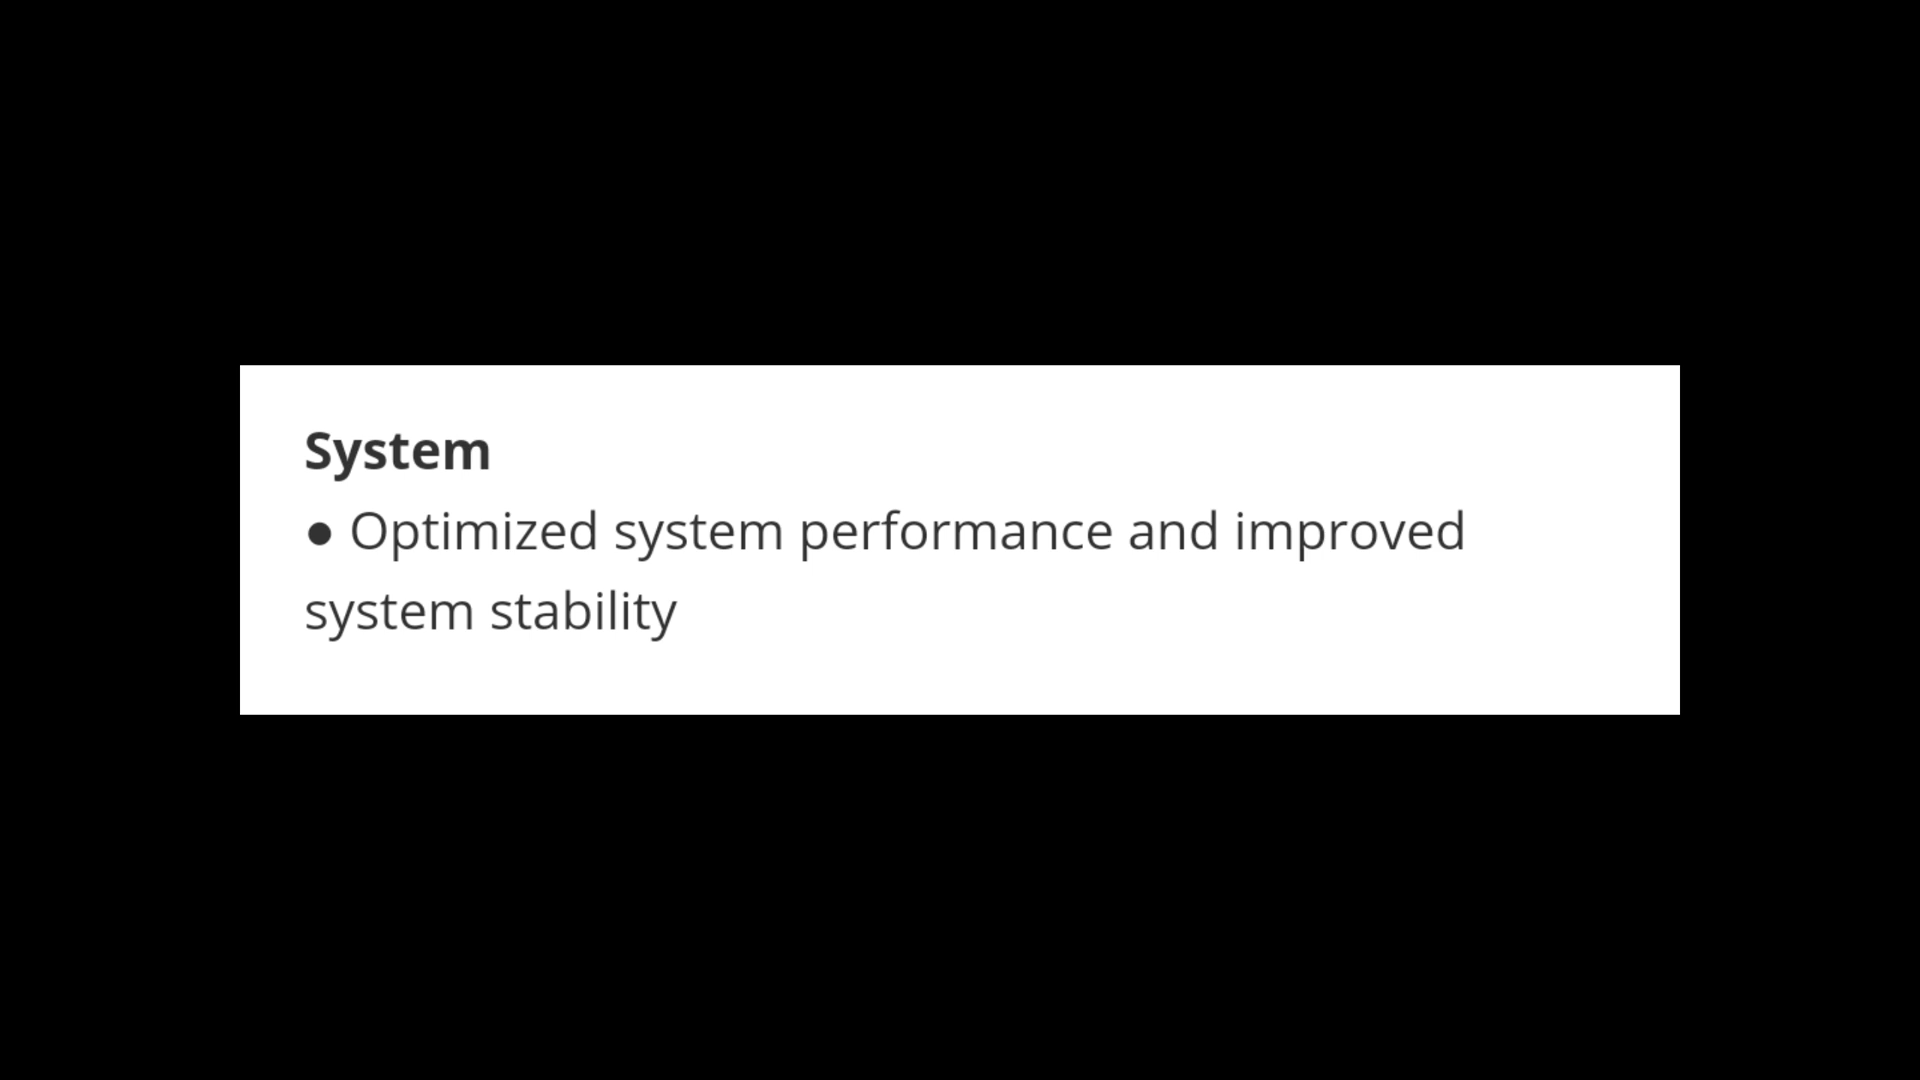 System
● Optimized system performance and improved
system stability